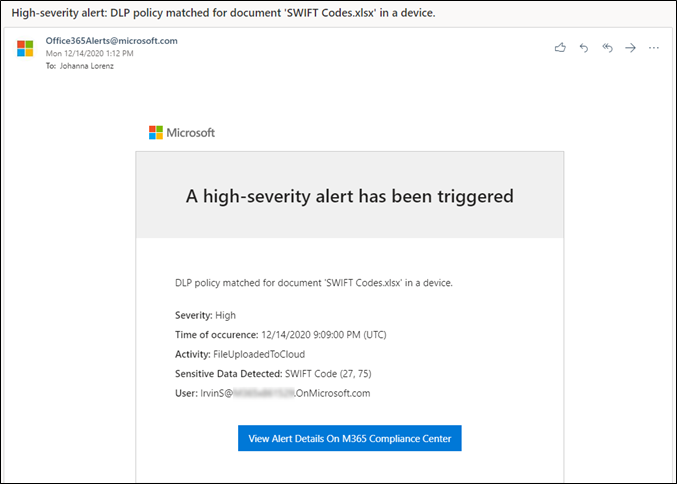 High-severity alert: DLP policy matched for document 'SWIFT Codes.xlsx' in a device.
Office365Alerts@microsoft.com
Mon 12/14/2020 1:12 PM
To: Johanna Lorenz
Microsoft
A high-severity alert has been triggered
DLP policy matched for document 'SWIFT Codes.xlsx' in a device.
Severity: High
Time of occurence: 12/14/2020 9:09:00 PM (UTC)
Activity: FileUploadedToCloud
Sensitive Data Detected: SWIFT Code (27, 75)
User: IrvinS@ .OnMicrosoft.com
View Alert Details On M365 Compliance Center